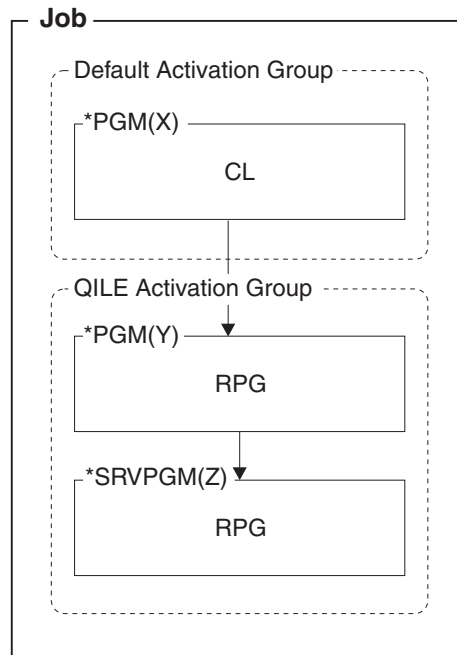 Job
Default Activation Group
*PGM(X)
CL
QILE Activation Group
*PGM(Y)
RPG
*SRVPGM(Z)
RPG